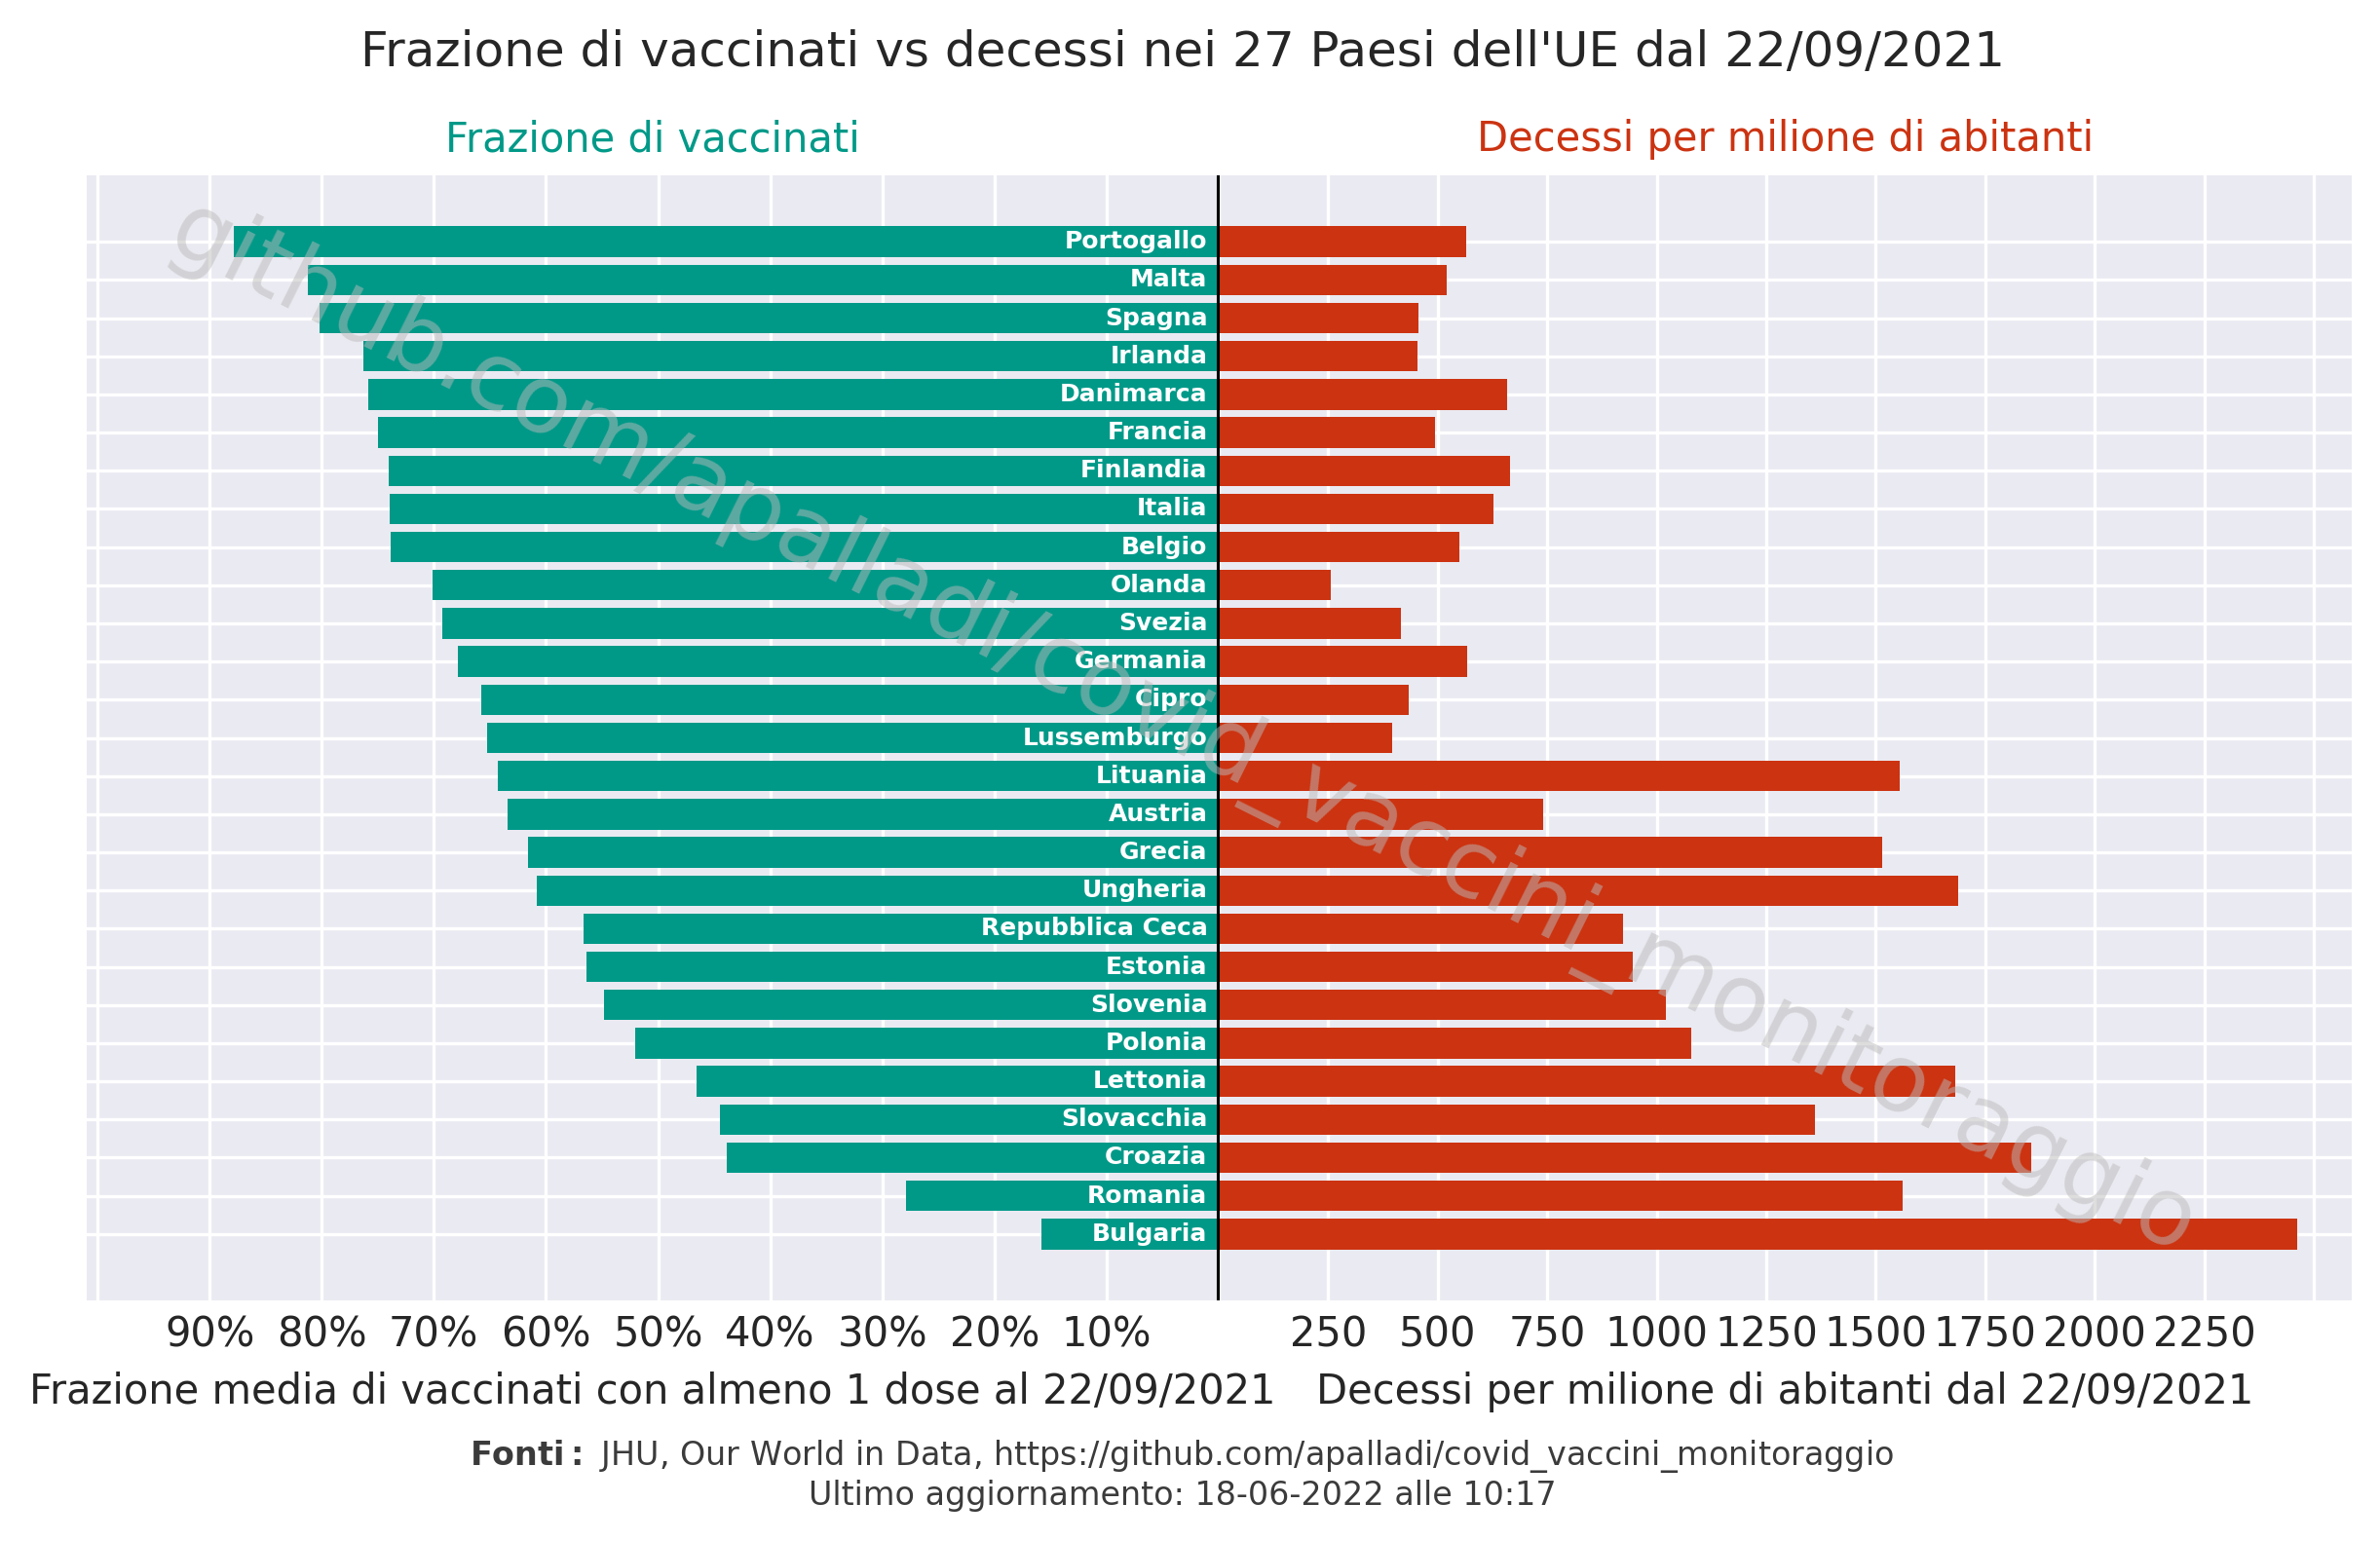 Frazione di vaccinati vs decessi nei 27 Paesi dell'UE dal 22/09/2021
Frazione di vaccinati
Decessi per milione di abitanti
Portogallo
Malta
Spagna
Irlanda
Danimarca
Francia
Finlandia
Italia
Belgio
Olanda
Svezia
Germania
Cipro
Lussemburgo
Lituania
Austria
Grecia
Ungheria
Repubblica Ceca
Estonia
Slovenia
Polonia
Lettonia
Slovacchia
Croazia
Romania
Bulgaria
github.com/apalladi/covid_vaccini_monitoraggio
90% 80% 70% 60% 50% 40% 30% 20% 10% 250 500 750 1000 1250 1500 1750 2000 2250
Frazione media di vaccinati con almeno 1 dose al 22/09/2021
Decessi per milione di abitanti dal 22/09/2021
Fonti: JHU, Our World in Data, https://github.com/apalladi/covid_vaccini_monitoraggio
Ultimo aggiornamento: 18-06-2022 alle 10:17